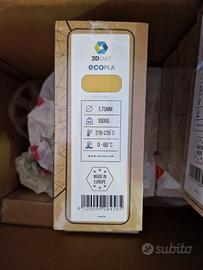 3DJAKE
ecoPLA
1,75MM
1000G
215-235°C
0 - 60°C
MADE IN
EUROPE
subito